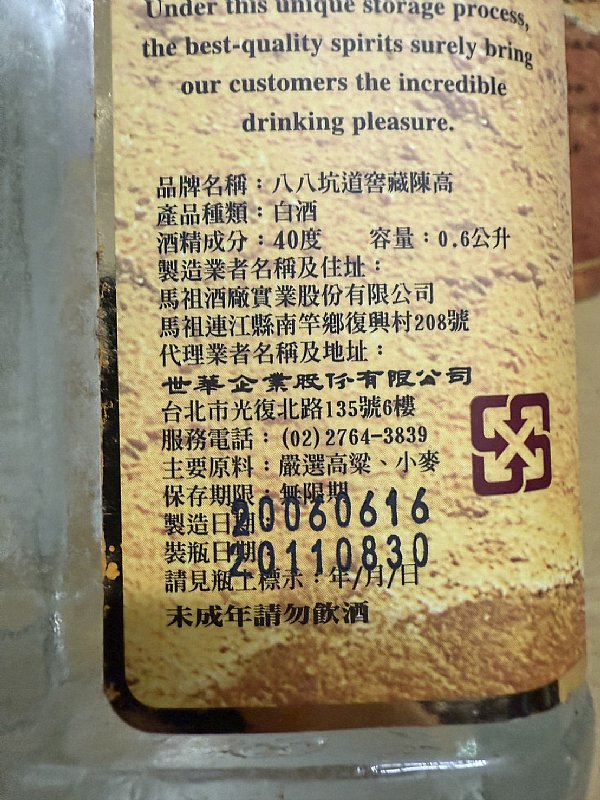 Under this unique storage process,
the best-quality spirits surely bring
our customers the incredible
drinking pleasure.
品牌名稱：八八坑道窖藏陳高
產品種類：白酒
酒精成分：40度 容量：0.6公升
製造業者名稱及住址：
馬祖酒廠實業股份有限公司
馬祖連江縣南竿鄉復興村208號
代理業者名稱及地址：
世華企業股份有限公司
台北市光復北路135號6樓
服務電話：(02)2764-3839
主要原料：嚴選高粱、小麥
保存期限：無限期
製造日期：20060616
裝瓶日期：20110830
請見瓶上標示：年/月/日
未成年請勿飲酒